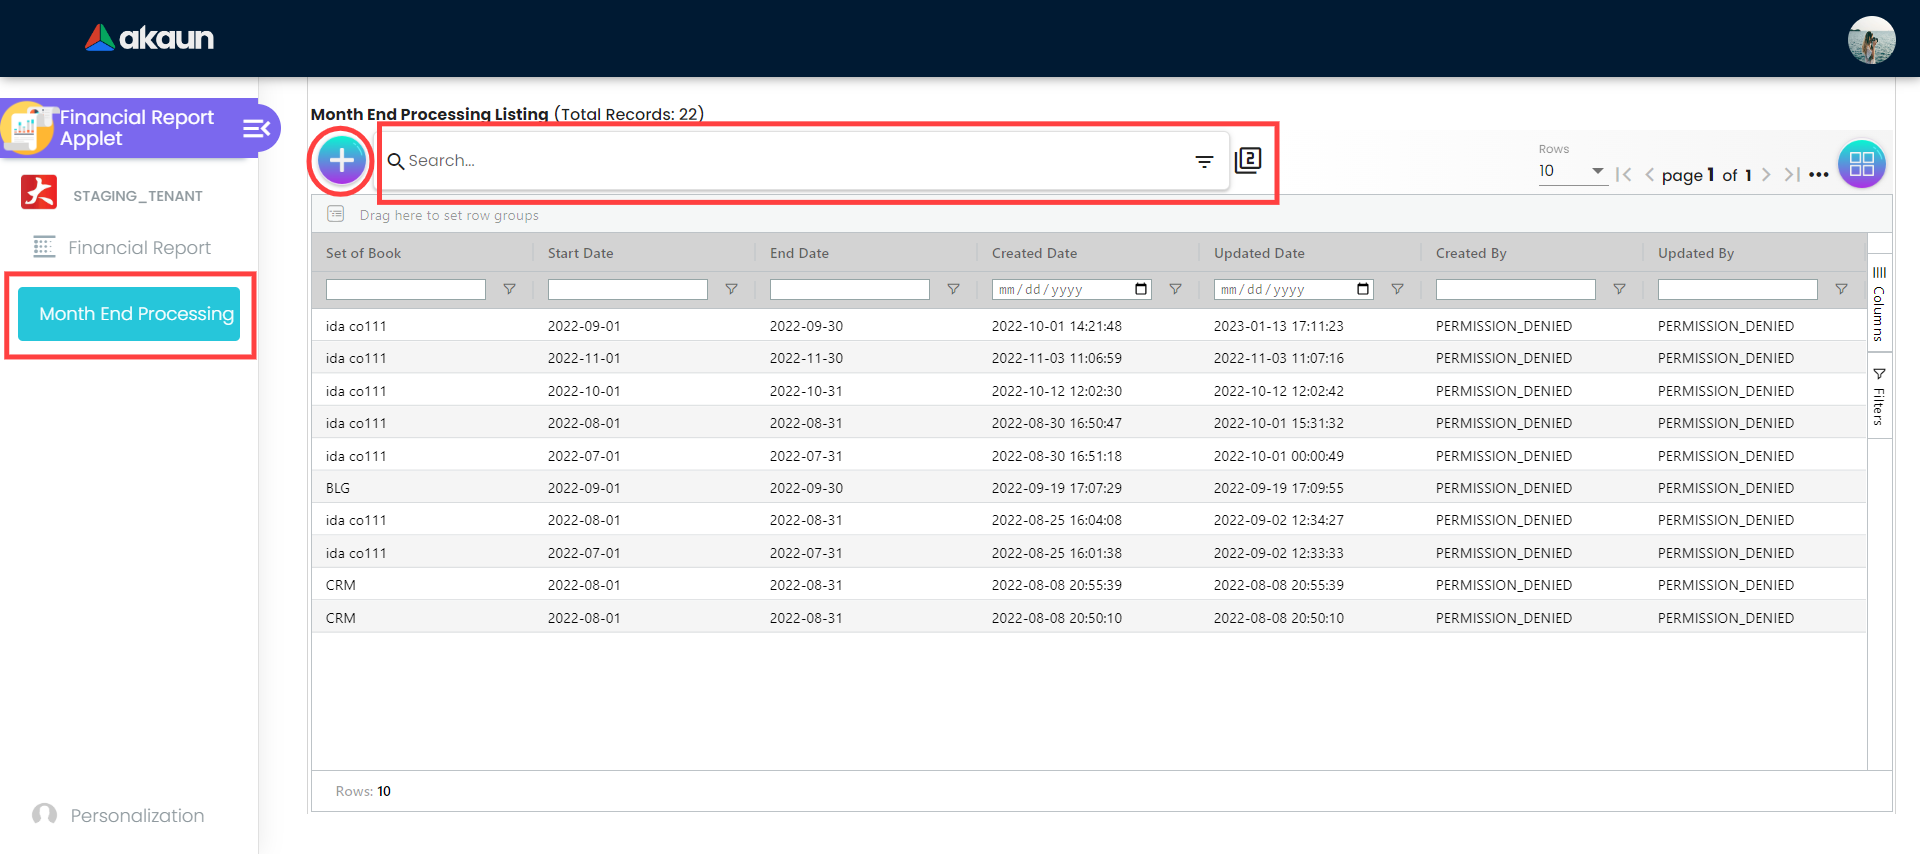 akaun
Financial Report
Applet
STAGING_TENANT
Financial Report
Month End Processing
Personalization
Month End Processing Listing (Total Records: 22)
Search...
2
Rows
10
page 1 of 1
Drag here to set row groups
Set of Book Start Date End Date Created Date Updated Date Created By Updated By
mm/dd/yyyy mm/dd/yyyy
ida co111 2022-09-01 2022-09-30 2022-10-01 14:21:48 2023-01-13 17:11:23 PERMISSION_DENIED PERMISSION_DENIED
ida co111 2022-11-01 2022-11-30 2022-11-03 11:06:59 2022-11-03 11:07:16 PERMISSION_DENIED PERMISSION_DENIED
ida co111 2022-10-01 2022-10-31 2022-10-12 12:02:30 2022-10-12 12:02:42 PERMISSION_DENIED PERMISSION_DENIED
ida co111 2022-08-01 2022-08-31 2022-08-30 16:50:47 2022-10-01 15:31:32 PERMISSION_DENIED PERMISSION_DENIED
ida co111 2022-07-01 2022-07-31 2022-08-30 16:51:18 2022-10-01 00:00:49 PERMISSION_DENIED PERMISSION_DENIED
BLG 2022-09-01 2022-09-30 2022-09-19 17:07:29 2022-09-19 17:09:55 PERMISSION_DENIED PERMISSION_DENIED
ida co111 2022-08-01 2022-08-31 2022-08-25 16:04:08 2022-09-02 12:34:27 PERMISSION_DENIED PERMISSION_DENIED
ida co111 2022-07-01 2022-07-31 2022-08-25 16:01:38 2022-09-02 12:33:33 PERMISSION_DENIED PERMISSION_DENIED
CRM 2022-08-01 2022-08-31 2022-08-08 20:55:39 2022-08-08 20:55:39 PERMISSION_DENIED PERMISSION_DENIED
CRM 2022-08-01 2022-08-31 2022-08-08 20:50:10 2022-08-08 20:50:10 PERMISSION_DENIED PERMISSION_DENIED
Columns
Filters
Rows: 10